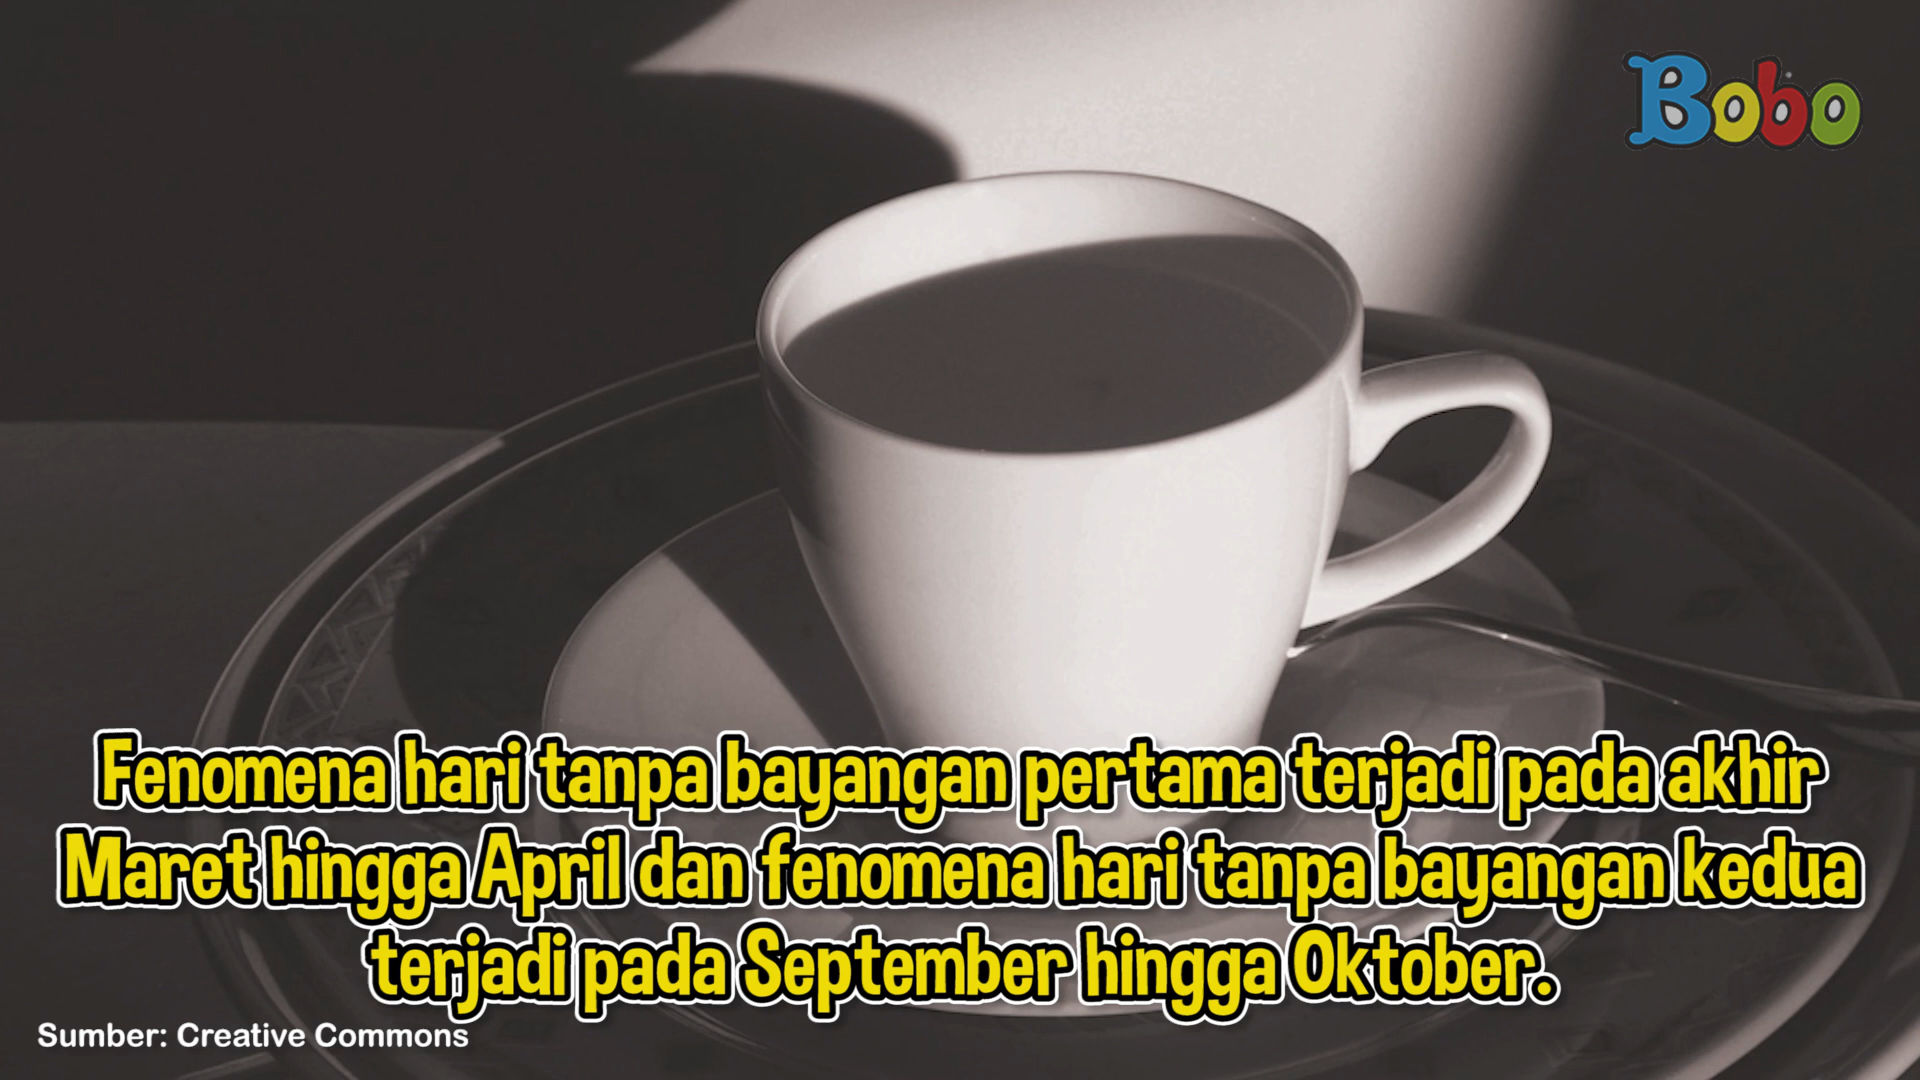 Bobo
Fenomena hari tanpa bayangan pertama terjadi pada akhir
Maret hingga April dan fenomena hari tanpa bayangan kedua
terjadi pada September hingga Oktober.
Sumber: Creative Commons